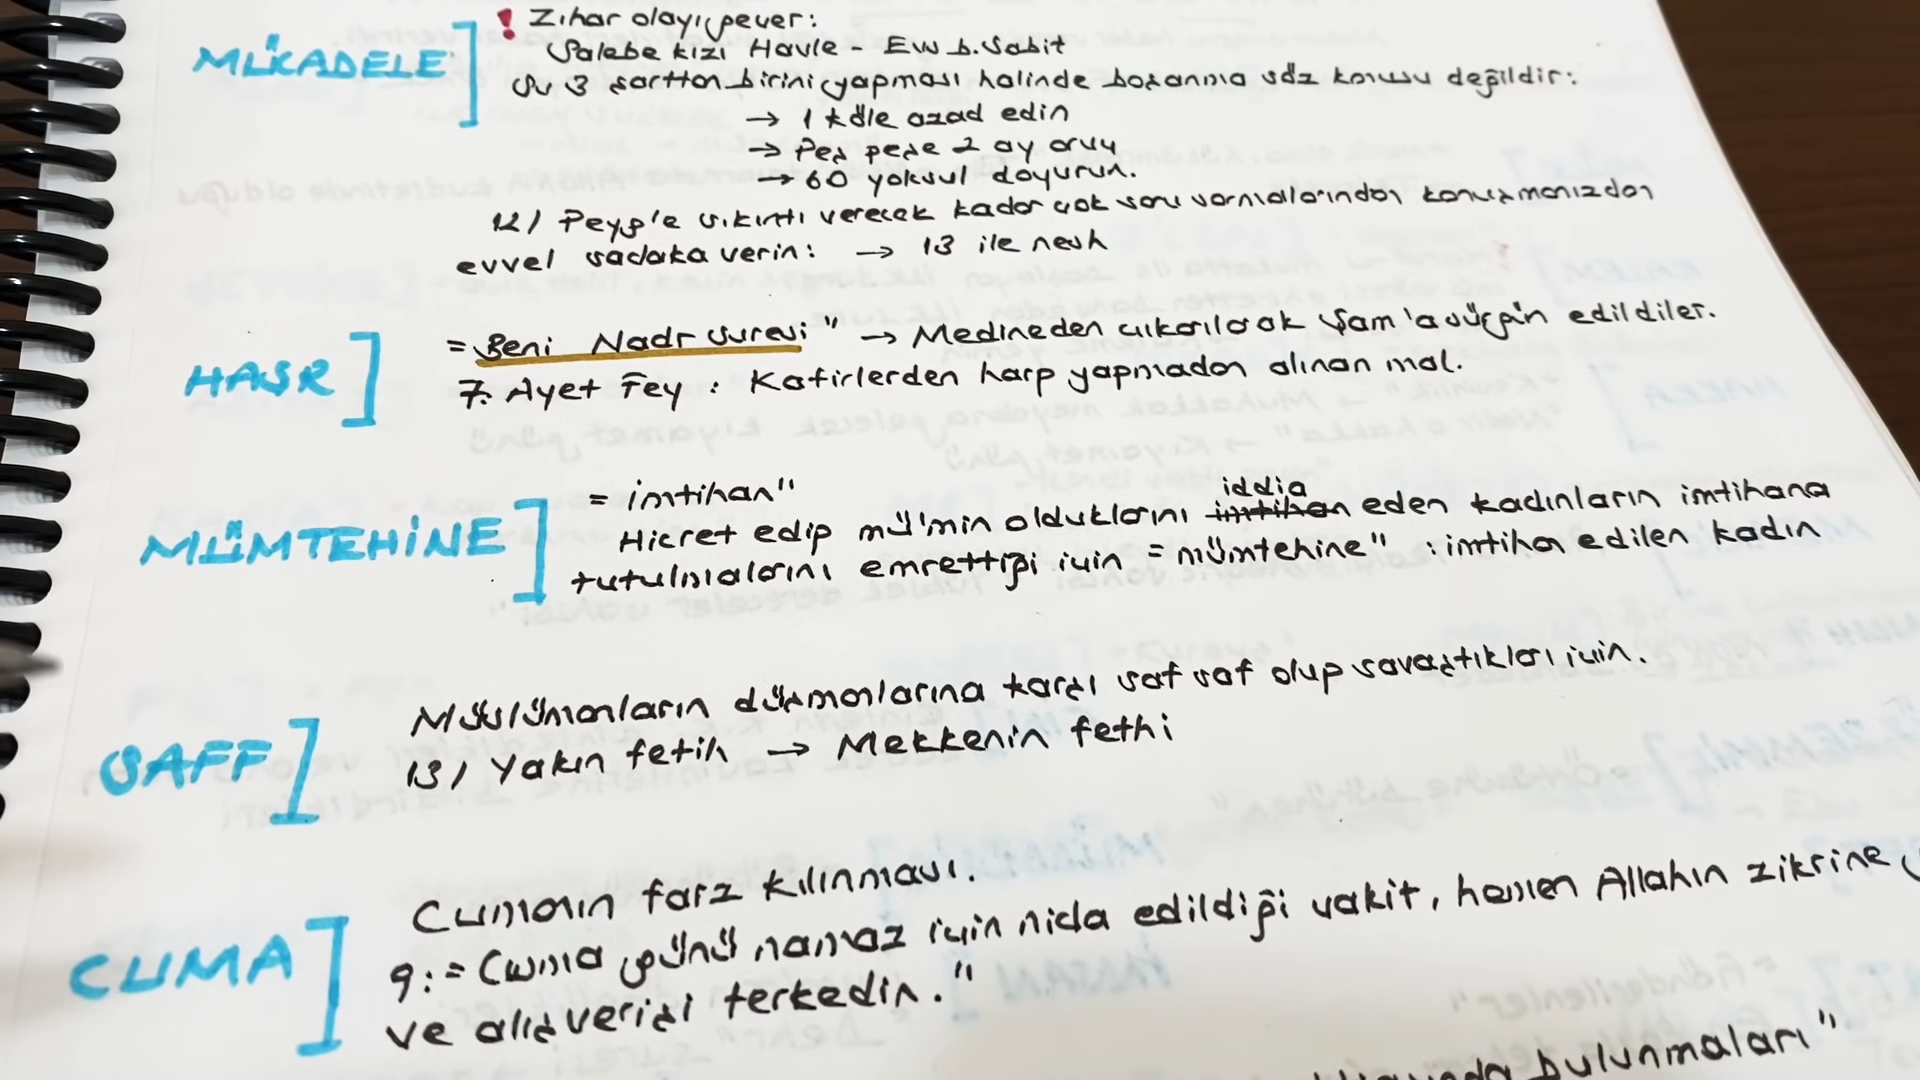 MÜCADELE] ! Zıhar olayı geçer:
Salebe kızı Havle - Evs b. Sabit
Şu 3 şarttan birini yapması halinde boşanma söz konusu değildir:
→ 1 köle azad edin
→ Peş peşe 2 ay oruç
→ 60 yoksul doyurun.
12/ Peyg'e sıkıntı verecek kadar çok soru sormalarından konuşmanızdan
evvel sadaka verin: → 13 ile nesh
HAŞR] = Beni Nadr suresi" → Medineden çıkarılarak Şam'a sürgün edildiler.
7. Ayet Fey: Kafirlerden harp yapmadan alınan mal.
MÜMTEHİNE] = imtihan"
iddia
Hicret edip mü'min olduklarını imtihan eden kadınların imtihana
tutulmalarını emrettiği için = mümtehine" : imtiha edilen kadın
SAFF] Müslümanların düşmanlarına karşı saf saf olup savaştıkları için.
13/ Yakın fetih → Mekkenin fethi
CUMA] Cumanın farz kılınması.
9: = Cuma günü namaz için nida edildiği vakit, hemen Allahın zikrine
ve alışverişi terkedin."
bulunmaları"